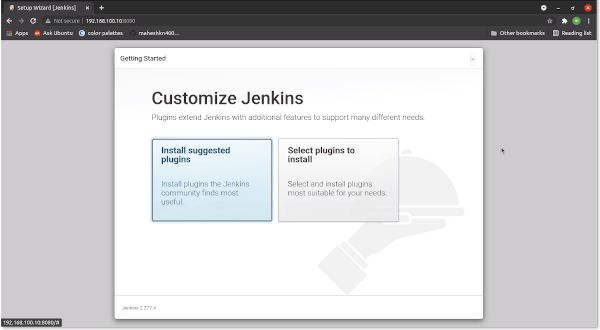 Setup Wizard [Jenkins]
Not secure | 192.168.100.10:8080
Apps Ask Ubuntu color palettes maheshkn400... Other bookmarks Reading list
Getting Started
Customize Jenkins
Plugins extend Jenkins with additional features to support many different needs.
Install suggested
plugins
Install plugins the Jenkins
community finds most
useful.
Select plugins to
install
Select and install plugins
most suitable for your needs.
Jenkins 2.277.4
192.168.100.10:8080/#